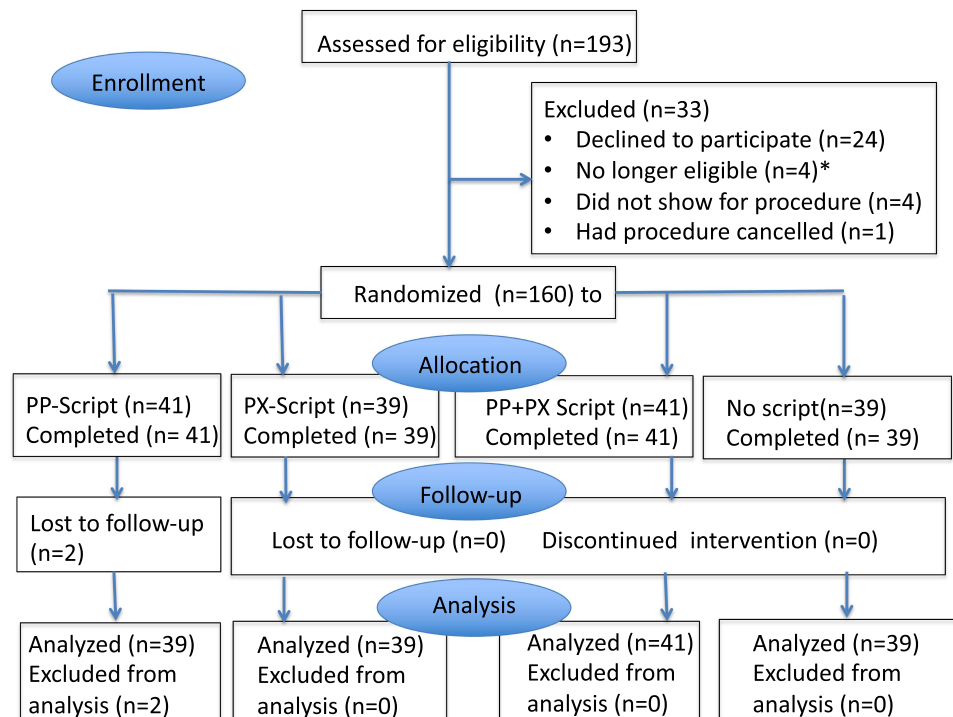 Assessed for eligibility (n=193)
Enrollment
Excluded (n=33)
• Declined to participate (n=24)
• No longer eligible (n=4)*
• Did not show for procedure (n=4)
• Had procedure cancelled (n=1)
Randomized (n=160) to
Allocation
PP-Script (n=41)
Completed (n= 41)
PX-Script (n=39)
Completed (n= 39)
PP+PX Script (n=41)
Completed (n= 41)
No script(n=39)
Completed (n= 39)
Follow-up
Lost to follow-up
(n=2)
Lost to follow-up (n=0) Discontinued intervention (n=0)
Analysis
Analyzed (n=39)
Excluded from
analysis (n=2)
Analyzed (n=39)
Excluded from
analysis (n=0)
Analyzed (n=41)
Excluded from
analysis (n=0)
Analyzed (n=39)
Excluded from
analysis (n=0)